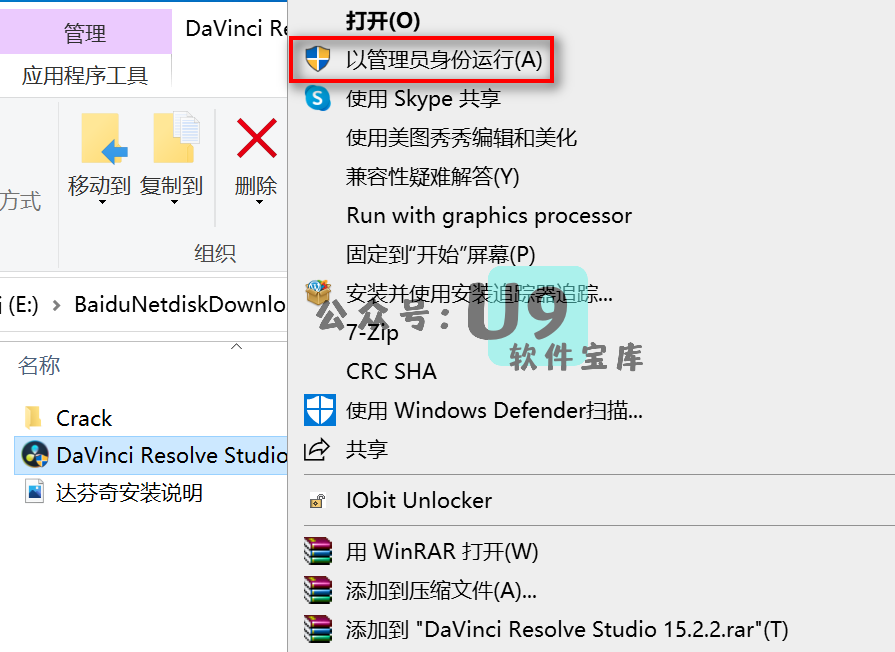 管理
DaVinci Re
应用程序工具
方式
移动到
复制到
删除
组织
(E:) › BaiduNetdiskDownlo
名称
Crack
DaVinci Resolve Studio
达芬奇安装说明
打开(O)
以管理员身份运行(A)
使用 Skype 共享
使用美图秀秀编辑和美化
兼容性疑难解答(Y)
Run with graphics processor
固定到“开始”屏幕(P)
安装并使用安装追踪器追踪...
公众号：U9
软件宝库
7-Zip
CRC SHA
使用 Windows Defender扫描...
共享
IObit Unlocker
用 WinRAR 打开(W)
添加到压缩文件(A)...
添加到 "DaVinci Resolve Studio 15.2.2.rar"(T)